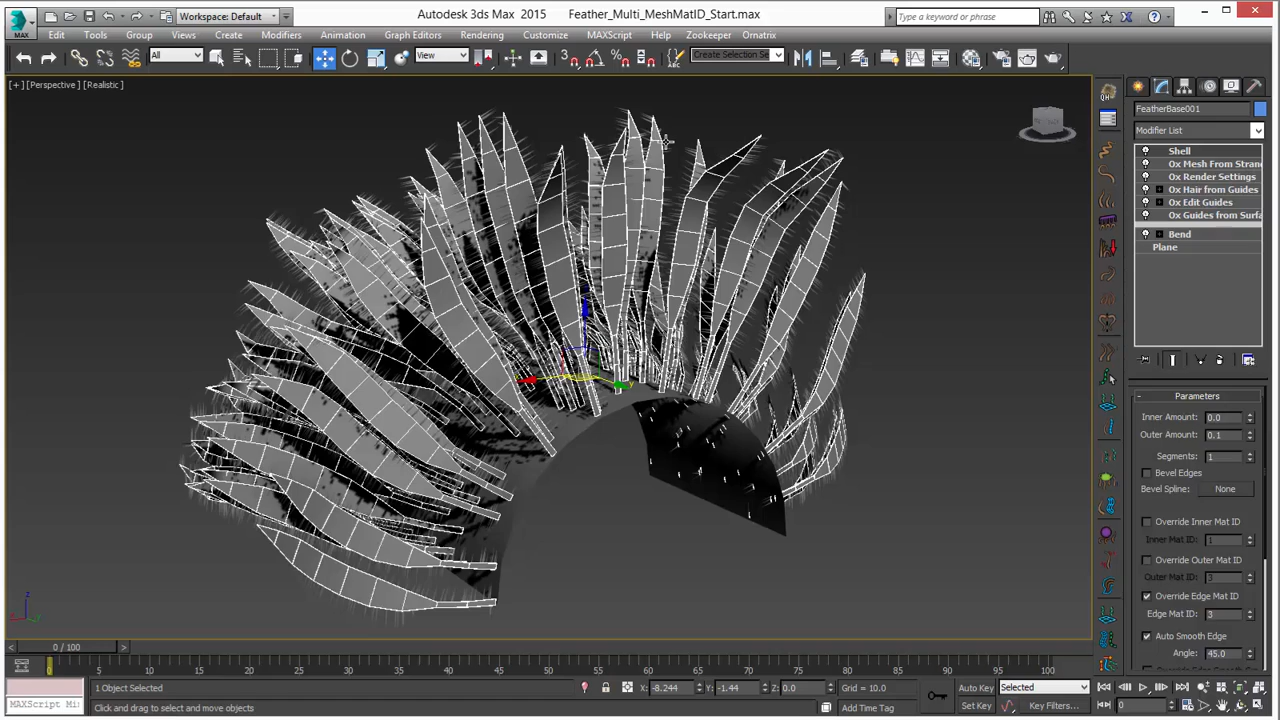 Workspace: Default
Autodesk 3ds Max 2015 Feather_Multi_MeshMatID_Start.max
Type a keyword or phrase
MAX
Edit Tools Group Views Create Modifiers Animation Graph Editors Rendering Customize MAXScript Help Zookeeper Ornatrix
All
View
Create Selection Se
[+] [Perspective] [Realistic]
FeatherBase001
Modifier List
Shell
Ox Mesh From Stran
Ox Render Settings
Ox Hair from Guides
Ox Edit Guides
Ox Guides from Surfa
Bend
Plane
Parameters
Inner Amount: 0.0
Outer Amount: 0.1
Segments: 1
Bevel Edges
Bevel Spline: None
Override Inner Mat ID
Inner Mat ID: 1
Override Outer Mat ID
Outer Mat ID: 3
Override Edge Mat ID
Edge Mat ID: 3
Auto Smooth Edge
Angle: 45.0
0 / 100
0 5 10 15 20 25 30 35 40 45 50 55 60 65 70 75 80 85 90 95 100
1 Object Selected
X: -8.244 Y: -1.44 Z: 0.0 Grid = 10.0
Auto Key Selected
MAXScript Mi
Click and drag to select and move objects
Add Time Tag
Set Key Key Filters...
0